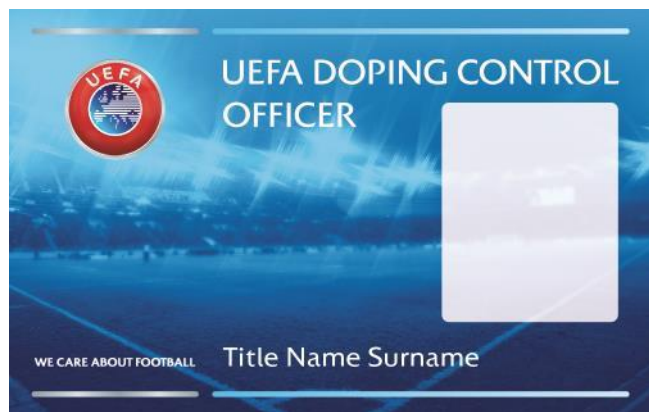 UEFA
UEFA DOPING CONTROL
OFFICER
WE CARE ABOUT FOOTBALL
Title Name Surname